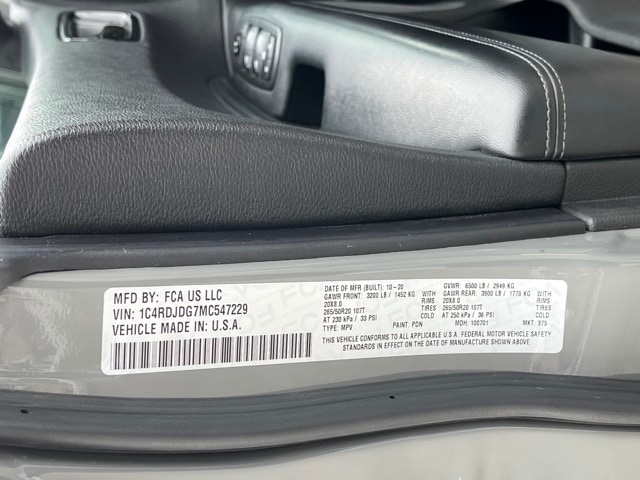 MFD BY: FCA US LLC
VIN: 1C4RDJDG7MC547229
VEHICLE MADE IN: U.S.A.
DATE OF MFR (BUILT): 10-20 GVWR: 6500 LB / 2949 KG
GAWR FRONT: 3200 LB / 1452 KG WITH GAWR REAR: 3900 LB / 1770 KG WITH
20X8.0 RIMS 20X8.0 RIMS
265/50R20 107T 265/50R20 107T
AT 230 kPa / 33 PSI AT 250 kPa / 36 PSI
TYPE: MPV PAINT: PDN MDH: 100701 MKT: 875
THIS VEHICLE CONFORMS TO ALL APPLICABLE U.S.A. FEDERAL MOTOR VEHICLE SAFETY
STANDARDS IN EFFECT ON THE DATE OF MANUFACTURE SHOWN ABOVE.